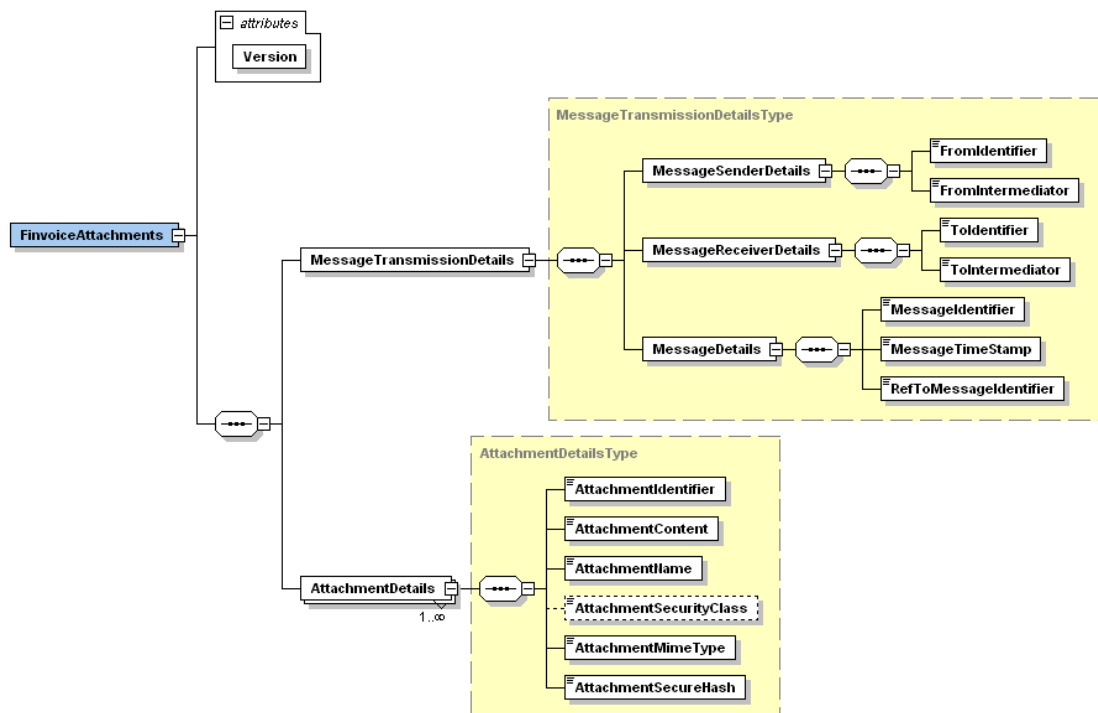 attributes
Version
MessageTransmissionDetailsType
MessageSenderDetails
FromIdentifier
FromIntermediator
FinvoiceAttachments
MessageTransmissionDetails
MessageReceiverDetails
ToIdentifier
ToIntermediator
MessageDetails
MessageIdentifier
MessageTimeStamp
RefToMessageIdentifier
AttachmentDetailsType
AttachmentIdentifier
AttachmentContent
AttachmentName
AttachmentDetails
1..∞
AttachmentSecurityClass
AttachmentMimeType
AttachmentSecureHash